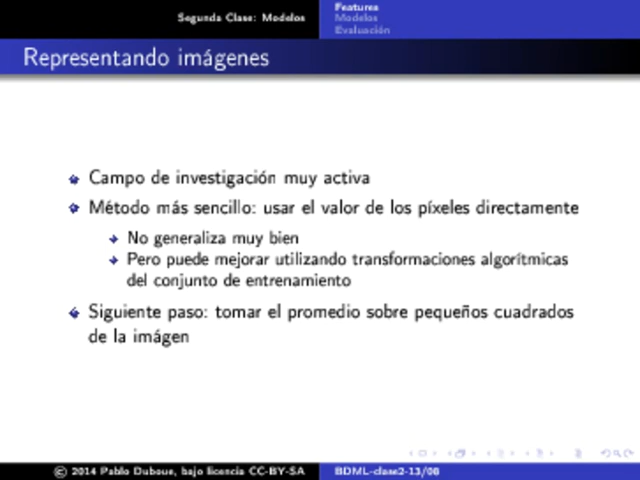 Segunda Clase: Modelos
Features
Modelos
Evaluación
Representando imágenes
Campo de investigación muy activa
Método más sencillo: usar el valor de los píxeles directamente
No generaliza muy bien
Pero puede mejorar utilizando transformaciones algorítmicas
del conjunto de entrenamiento
Siguiente paso: tomar el promedio sobre pequeños cuadrados
de la imágen
© 2014 Pablo Duboue, bajo licencia CC-BY-SA
BDML-clase2-13/08